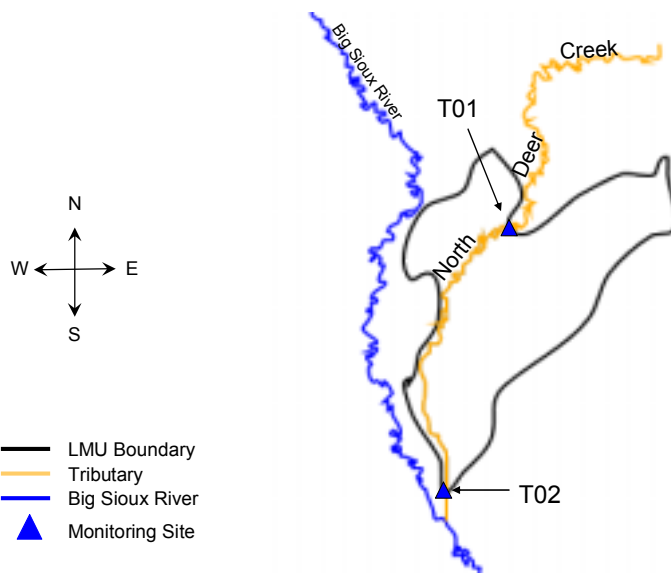 Big Sioux River
Creek
T01
Deer
North
N
W
E
S
T02
LMU Boundary
Tributary
Big Sioux River
Monitoring Site